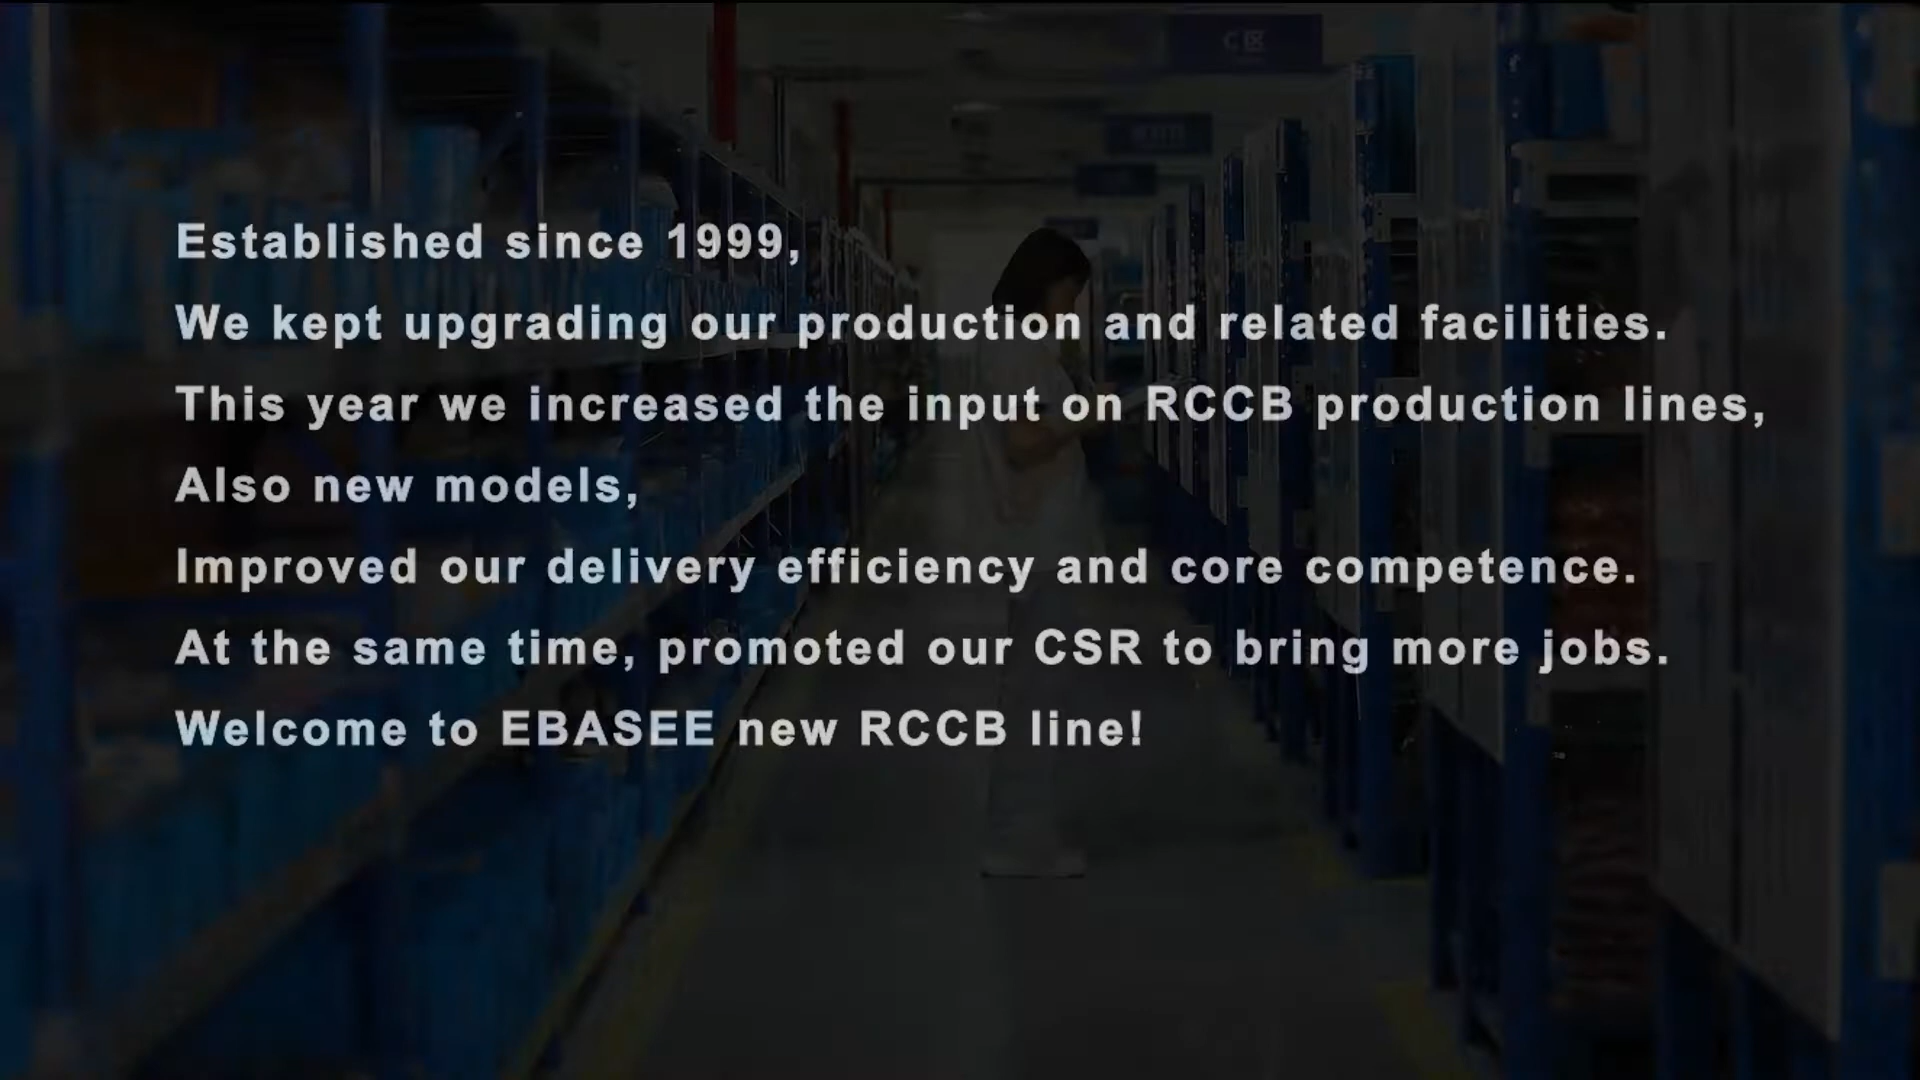 C区
Established since 1999,
We kept upgrading our production and related facilities.
This year we increased the input on RCCB production lines,
Also new models,
Improved our delivery efficiency and core competence.
At the same time, promoted our CSR to bring more jobs.
Welcome to EBASEE new RCCB line!